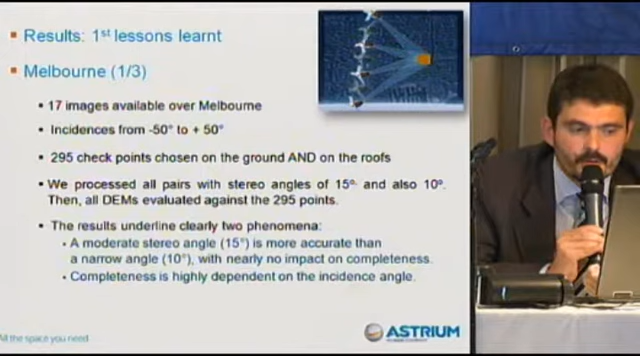 Results: 1st lessons learnt
Melbourne (1/3)
17 images available over Melbourne
Incidences from -50° to + 50°
295 check points chosen on the ground AND on the roofs
We processed all pairs with stereo angles of 15° and also 10°.
Then, all DEMs evaluated against the 295 points.
The results underline clearly two phenomena:
A moderate stereo angle (15°) is more accurate than
a narrow angle (10°), with nearly no impact on completeness.
Completeness is highly dependent on the incidence angle.
All the space you need
ASTRIUM